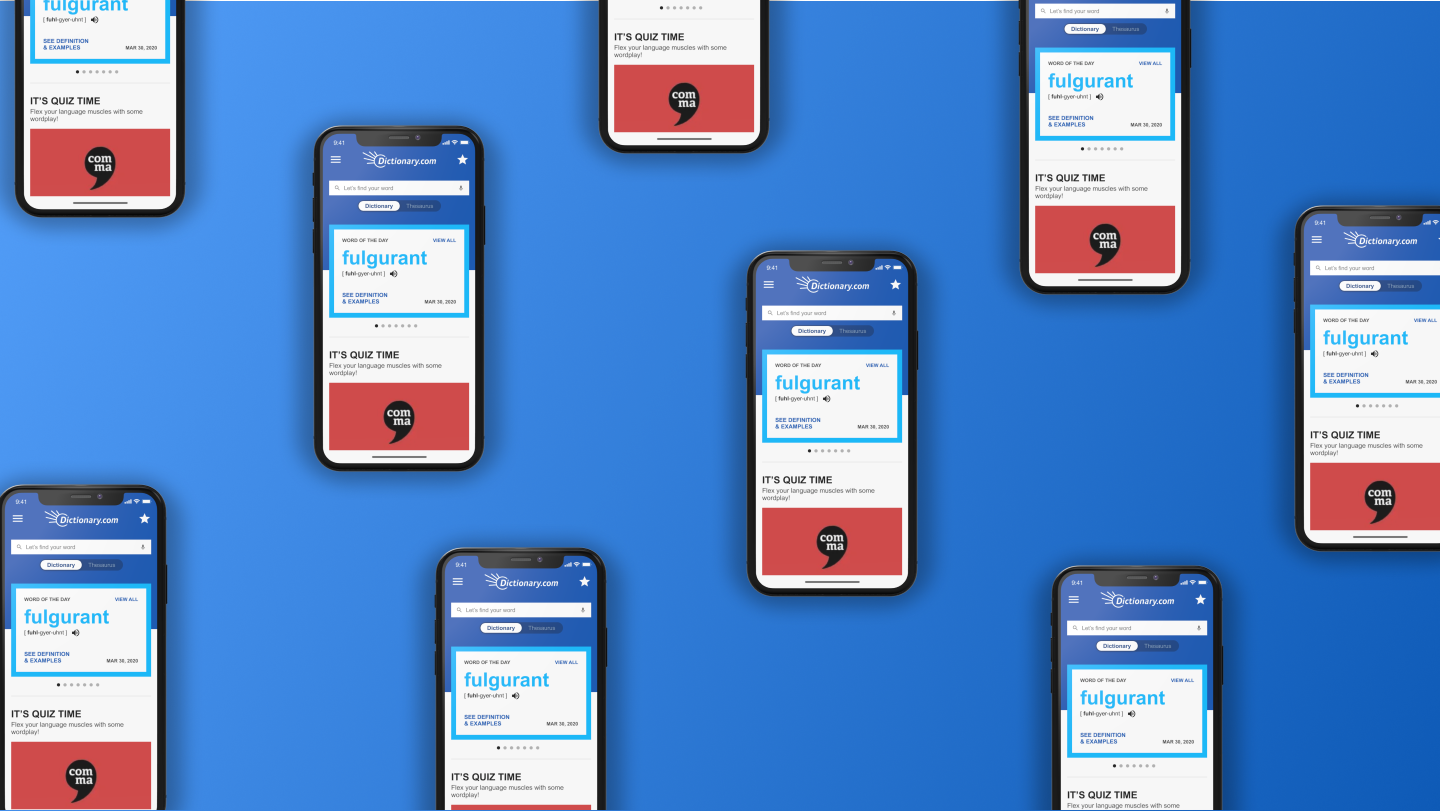 fulgurant
[ fuhl-gyer-uhnt ]
SEE DEFINITION
& EXAMPLES
MAR 30, 2020
IT'S QUIZ TIME
Flex your language muscles with some
wordplay!
com
ma
IT'S QUIZ TIME
Flex your language muscles with some
wordplay!
com
ma
Dictionary
Thesaurus
WORD OF THE DAY
VIEW ALL
fulgurant
[ fuhl-gyer-uhnt ]
SEE DEFINITION
& EXAMPLES
MAR 30, 2020
IT'S QUIZ TIME
Flex your language muscles with some
wordplay!
com
ma
9:41
Dictionary.com
Let's find your word
Dictionary
Thesaurus
WORD OF THE DAY
VIEW ALL
fulgurant
[ fuhl-gyer-uhnt ]
SEE DEFINITION
& EXAMPLES
MAR 30, 2020
IT'S QUIZ TIME
Flex your language muscles with some
wordplay!
com
ma
9:41
Dictionary.com
Let's find your word
Dictionary
Thesaurus
WORD OF THE DAY
VIEW ALL
fulgurant
[ fuhl-gyer-uhnt ]
SEE DEFINITION
& EXAMPLES
MAR 30, 2020
IT'S QUIZ TIME
Flex your language muscles with some
wordplay!
com
ma
9:41
Dictionary.com
Let's find your word
Dictionary
Thesaurus
WORD OF THE DAY
VIEW ALL
fulgurant
[ fuhl-gyer-uhnt ]
SEE DEFINITION
& EXAMPLES
MAR 30, 2020
IT'S QUIZ TIME
Flex your language muscles with some
wordplay!
com
ma
9:41
Dictionary.com
Let's find your word
Dictionary
Thesaurus
WORD OF THE DAY
VIEW ALL
fulgurant
[ fuhl-gyer-uhnt ]
SEE DEFINITION
& EXAMPLES
MAR 30, 2020
IT'S QUIZ TIME
Flex your language muscles with some
wordplay!
com
ma
9:41
Dictionary.com
Let's find your word
Dictionary
Thesaurus
WORD OF THE DAY
VIEW ALL
fulgurant
[ fuhl-gyer-uhnt ]
SEE DEFINITION
& EXAMPLES
MAR 30, 2020
IT'S QUIZ TIME
Flex your language muscles with some
wordplay!
9:41
Dictionary.com
Let's find your word
Dictionary
Thesaurus
WORD OF THE DAY
VIEW ALL
fulgurant
[ fuhl-gyer-uhnt ]
SEE DEFINITION
& EXAMPLES
MAR 30, 2020
IT'S QUIZ TIME
Flex your language muscles with some